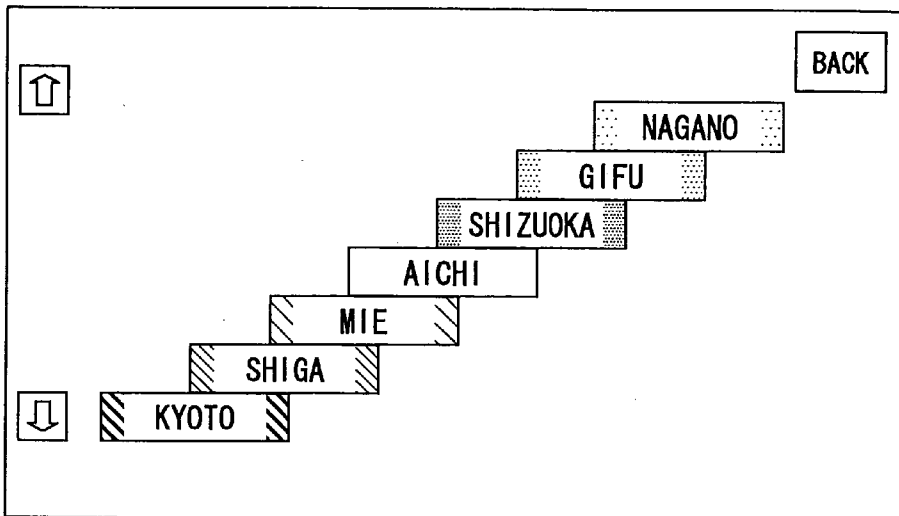 BACK
NAGANO
GIFU
SHIZUOKA
AICHI
MIE
SHIGA
KYOTO